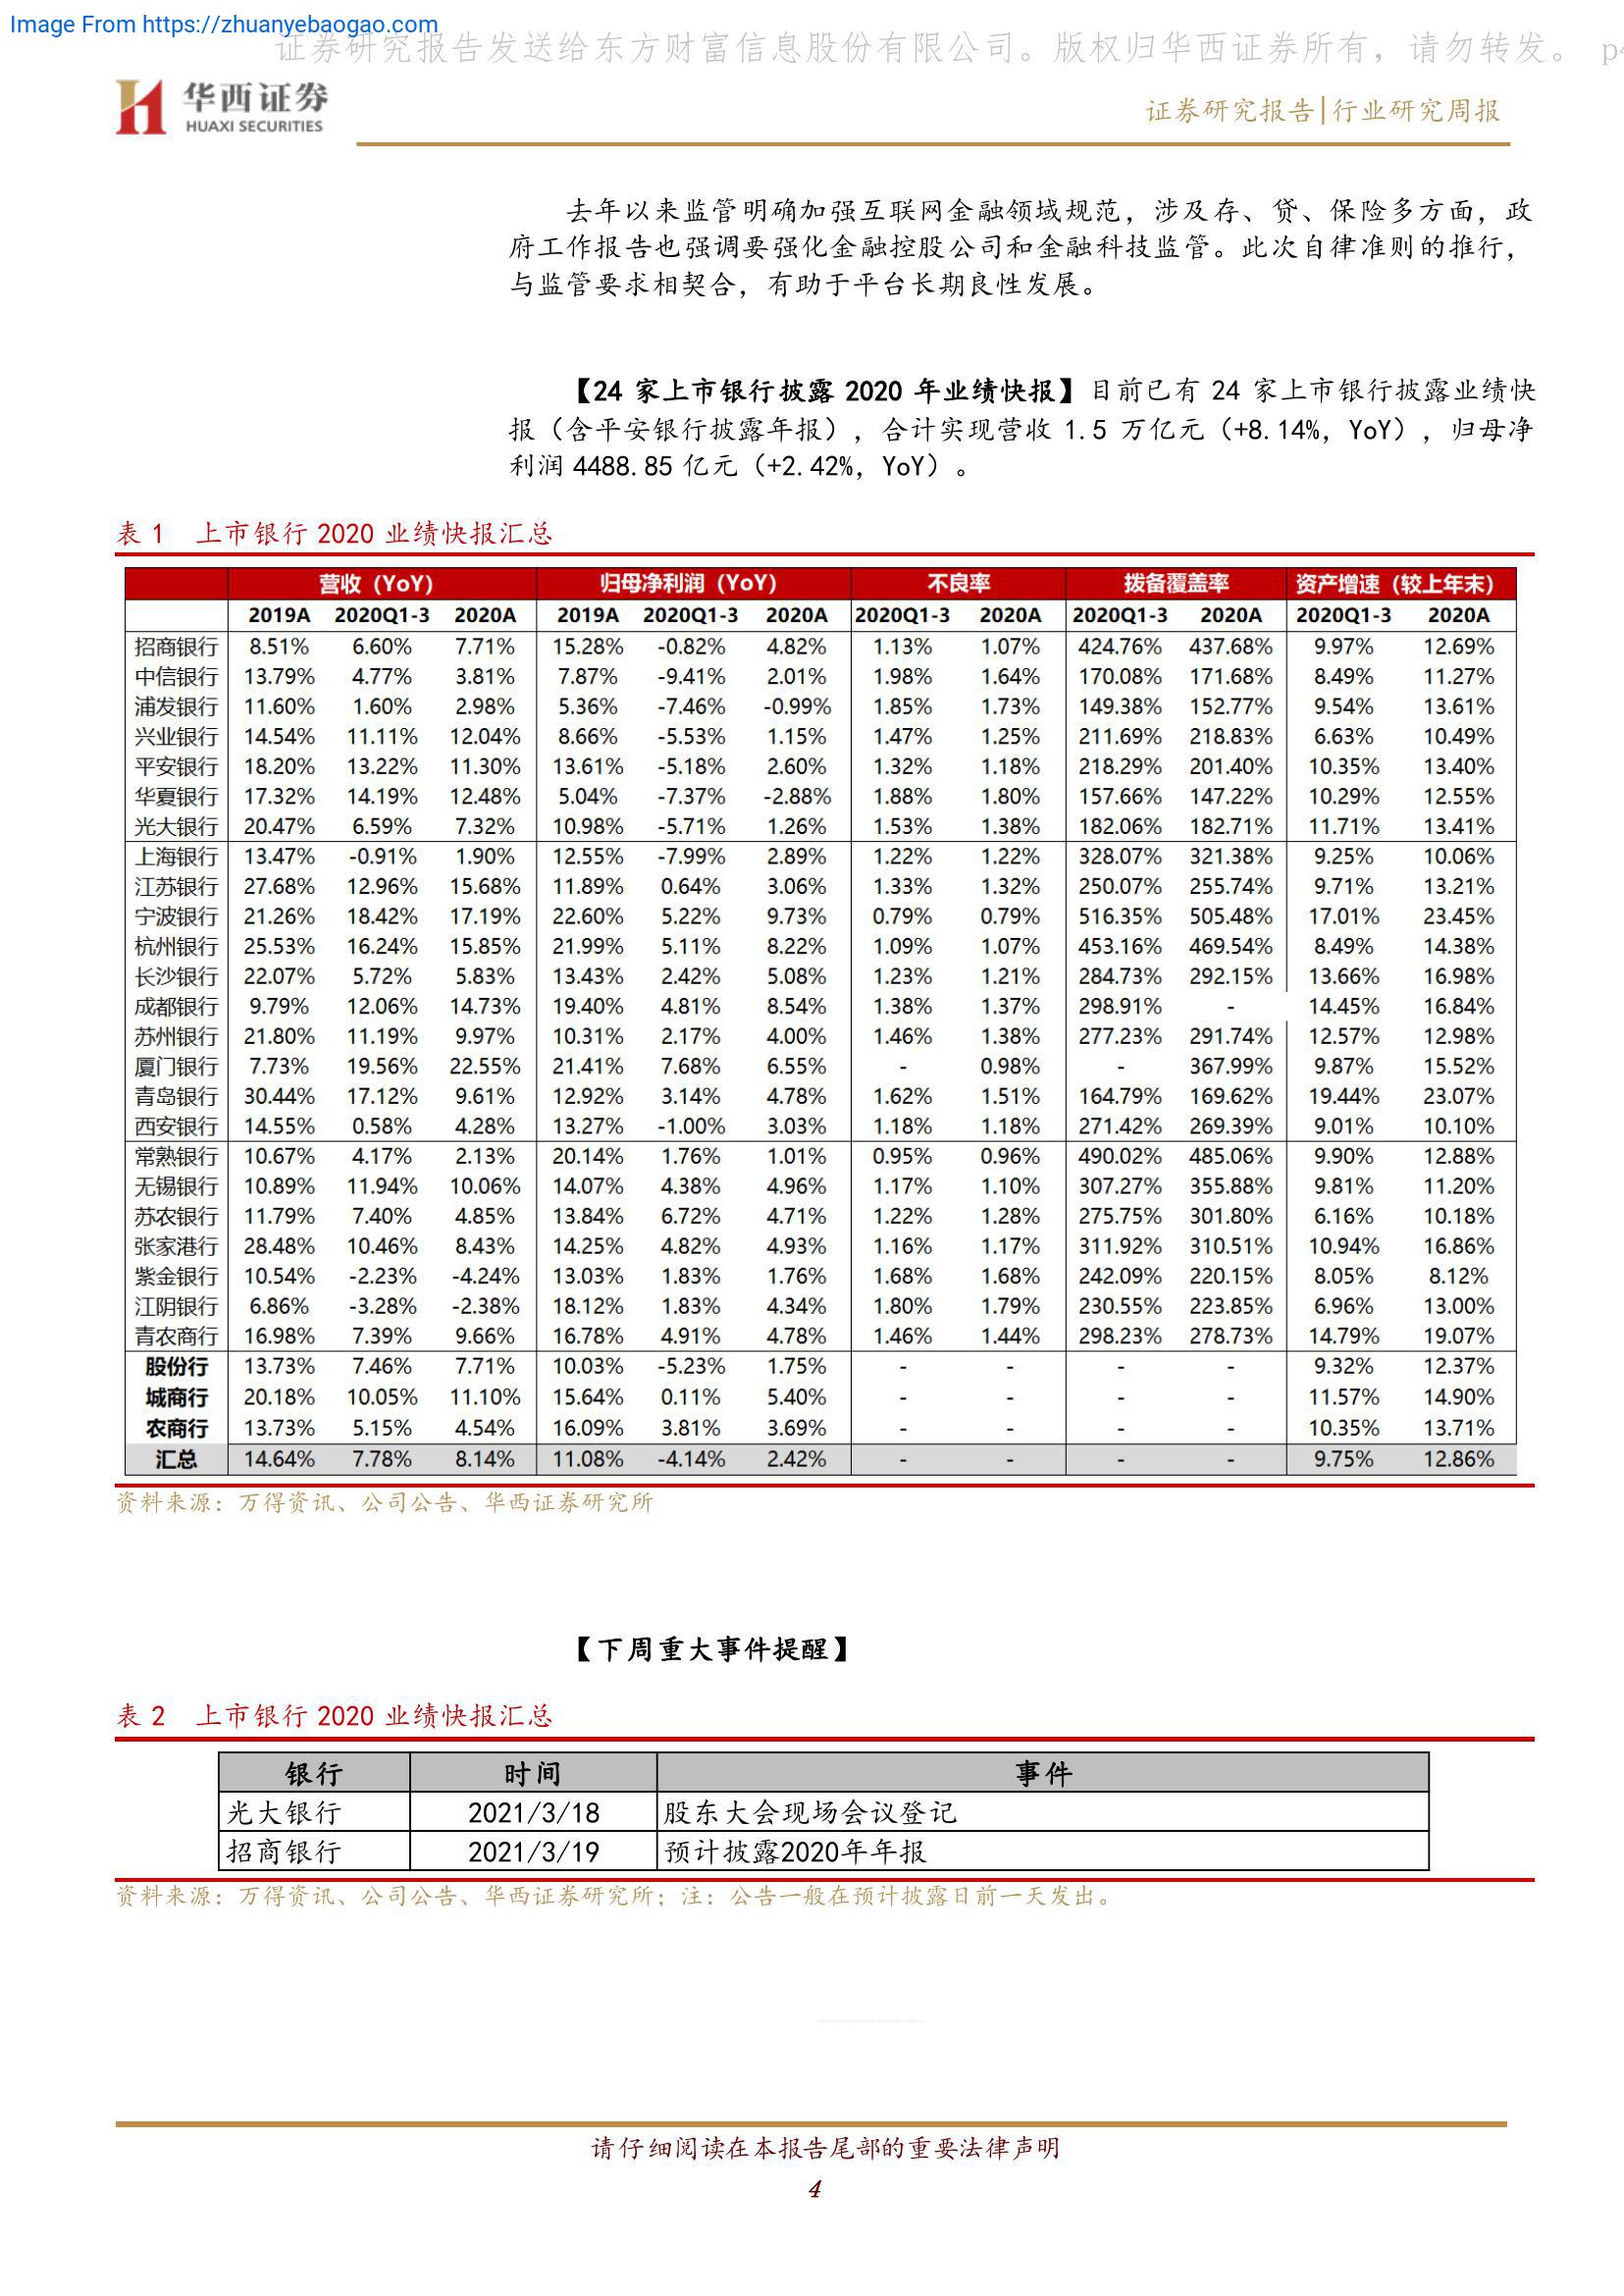 Image From https://zhuanyebaogao.com
证券研究报告发送给东方财富信息股份有限公司。版权归华西证券所有，请勿转发。 p4
华西证券
HUAXI SECURITIES
证券研究报告|行业研究周报
去年以来监管明确加强互联网金融领域规范，涉及存、贷、保险多方面，政
府工作报告也强调要强化金融控股公司和金融科技监管。此次自律准则的推行，
与监管要求相契合，有助于平台长期良性发展。
【24 家上市银行披露 2020 年业绩快报】目前已有 24 家上市银行披露业绩快
报（含平安银行披露年报），合计实现营收 1.5 万亿元（+8.14%, YoY），归母净
利润 4488.85 亿元（+2.42%, YoY）。
表 1 上市银行 2020 业绩快报汇总
营收（YoY） 归母净利润（YoY） 不良率 拨备覆盖率 资产增速（较上年末）
2019A 2020Q1-3 2020A 2019A 2020Q1-3 2020A 2020Q1-3 2020A 2020Q1-3 2020A 2020Q1-3 2020A
招商银行 8.51% 6.60% 7.71% 15.28% -0.82% 4.82% 1.13% 1.07% 424.76% 437.68% 9.97% 12.69%
中信银行 13.79% 4.77% 3.81% 7.87% -9.41% 2.01% 1.98% 1.64% 170.08% 171.68% 8.49% 11.27%
浦发银行 11.60% 1.60% 2.98% 5.36% -7.46% -0.99% 1.85% 1.73% 149.38% 152.77% 9.54% 13.61%
兴业银行 14.54% 11.11% 12.04% 8.66% -5.53% 1.15% 1.47% 1.25% 211.69% 218.83% 6.63% 10.49%
平安银行 18.20% 13.22% 11.30% 13.61% -5.18% 2.60% 1.32% 1.18% 218.29% 201.40% 10.35% 13.40%
华夏银行 17.32% 14.19% 12.48% 5.04% -7.37% -2.88% 1.88% 1.80% 157.66% 147.22% 10.29% 12.55%
光大银行 20.47% 6.59% 7.32% 10.98% -5.71% 1.26% 1.53% 1.38% 182.06% 182.71% 11.71% 13.41%
上海银行 13.47% -0.91% 1.90% 12.55% -7.99% 2.89% 1.22% 1.22% 328.07% 321.38% 9.25% 10.06%
江苏银行 27.68% 12.96% 15.68% 11.89% 0.64% 3.06% 1.33% 1.32% 250.07% 255.74% 9.71% 13.21%
宁波银行 21.26% 18.42% 17.19% 22.60% 5.22% 9.73% 0.79% 0.79% 516.35% 505.48% 17.01% 23.45%
杭州银行 25.53% 16.24% 15.85% 21.99% 5.11% 8.22% 1.09% 1.07% 453.16% 469.54% 8.49% 14.38%
长沙银行 22.07% 5.72% 5.83% 13.43% 2.42% 5.08% 1.23% 1.21% 284.73% 292.15% 13.66% 16.98%
成都银行 9.79% 12.06% 14.73% 19.40% 4.81% 8.54% 1.38% 1.37% 298.91% - 14.45% 16.84%
苏州银行 21.80% 11.19% 9.97% 10.31% 2.17% 4.00% 1.46% 1.38% 277.23% 291.74% 12.57% 12.98%
厦门银行 7.73% 19.56% 22.55% 21.41% 7.68% 6.55% - 0.98% - 367.99% 9.87% 15.52%
青岛银行 30.44% 17.12% 9.61% 12.92% 3.14% 4.78% 1.62% 1.51% 164.79% 169.62% 19.44% 23.07%
西安银行 14.55% 0.58% 4.28% 13.27% -1.00% 3.03% 1.18% 1.18% 271.42% 269.39% 9.01% 10.10%
常熟银行 10.67% 4.17% 2.13% 20.14% 1.76% 1.01% 0.95% 0.96% 490.02% 485.06% 9.90% 12.88%
无锡银行 10.89% 11.94% 10.06% 14.07% 4.38% 4.96% 1.17% 1.10% 307.27% 355.88% 9.81% 11.20%
苏农银行 11.79% 7.40% 4.85% 13.84% 6.72% 4.71% 1.22% 1.28% 275.75% 301.80% 6.16% 10.18%
张家港行 28.48% 10.46% 8.43% 14.25% 4.82% 4.93% 1.16% 1.17% 311.92% 310.51% 10.94% 16.86%
紫金银行 10.54% -2.23% -4.24% 13.03% 1.83% 1.76% 1.68% 1.68% 242.09% 220.15% 8.05% 8.12%
江阴银行 6.86% -3.28% -2.38% 18.12% 1.83% 4.34% 1.80% 1.79% 230.55% 223.85% 6.96% 13.00%
青农商行 16.98% 7.39% 9.66% 16.78% 4.91% 4.78% 1.46% 1.44% 298.23% 278.73% 14.79% 19.07%
股份行 13.73% 7.46% 7.71% 10.03% -5.23% 1.75% - - - - 9.32% 12.37%
城商行 20.18% 10.05% 11.10% 15.64% 0.11% 5.40% - - - - 11.57% 14.90%
农商行 13.73% 5.15% 4.54% 16.09% 3.81% 3.69% - - - - 10.35% 13.71%
汇总 14.64% 7.78% 8.14% 11.08% -4.14% 2.42% - - - - 9.75% 12.86%
资料来源：万得资讯、公司公告、华西证券研究所
【下周重大事件提醒】
表 2 上市银行 2020 业绩快报汇总
银行 时间 事件
光大银行 2021/3/18 股东大会现场会议登记
招商银行 2021/3/19 预计披露2020年年报
资料来源：万得资讯、公司公告、华西证券研究所；注：公告一般在预计披露日前一天发出。
请仔细阅读在本报告尾部的重要法律声明
4